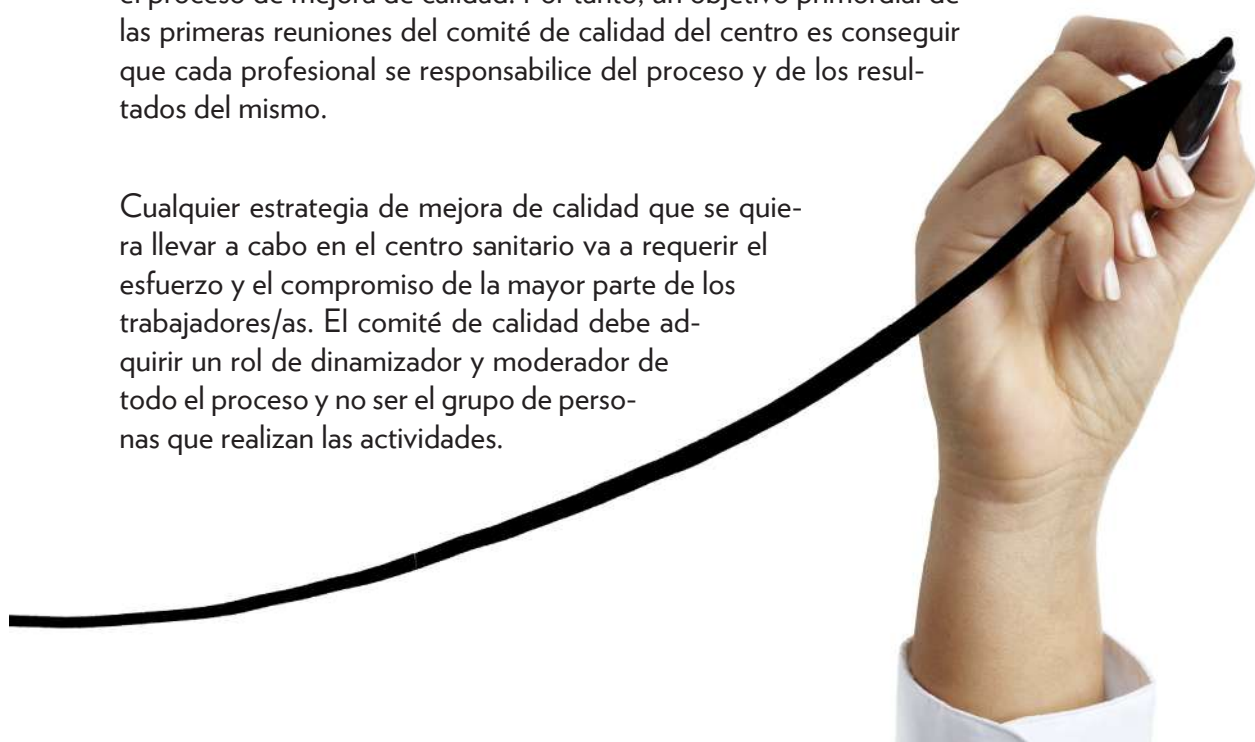 el proceso de mejora de calidad. Por tanto, un objetivo primordial de
las primeras reuniones del comité de calidad del centro es conseguir
que cada profesional se responsabilice del proceso y de los resul-
tados del mismo.
Cualquier estrategia de mejora de calidad que se quie-
ra llevar a cabo en el centro sanitario va a requerir el
esfuerzo y el compromiso de la mayor parte de los
trabajadores/as. El comité de calidad debe ad-
quirir un rol de dinamizador y moderador de
todo el proceso y no ser el grupo de perso-
nas que realizan las actividades.